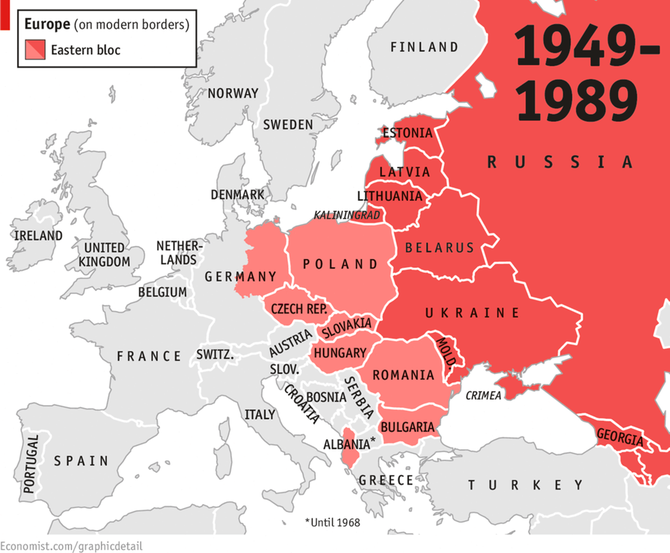 Europe (on modern borders)
Eastern bloc
1949–
1989
FINLAND
NORWAY
SWEDEN
ESTONIA
RUSSIA
LATVIA
DENMARK
LITHUANIA
KALININGRAD
IRELAND
UNITED
KINGDOM
NETHER-
LANDS
BELARUS
GERMANY
POLAND
BELGIUM
CZECH REP.
UKRAINE
SLOVAKIA
FRANCE
SWITZ.
AUSTRIA
HUNGARY
MOLD.
SLOV.
ROMANIA
CROATIA
BOSNIA
SERBIA
CRIMEA
ITALY
BULGARIA
GEORGIA
PORTUGAL
SPAIN
ALBANIA*
GREECE
TURKEY
*Until 1968
Economist.com/graphicdetail